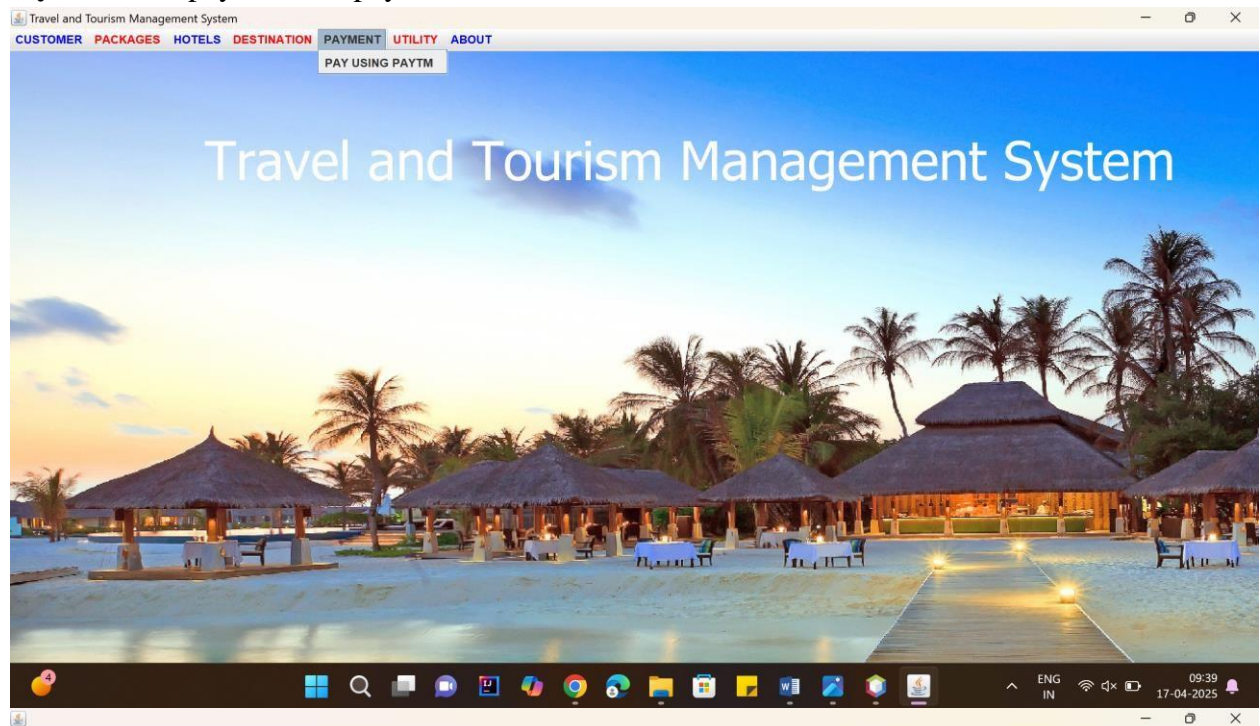 Travel and Tourism Management System
CUSTOMER PACKAGES HOTELS DESTINATION PAYMENT UTILITY ABOUT
PAY USING PAYTM
Travel and Tourism Management System
4
ENG
IN
09:39
17-04-2025